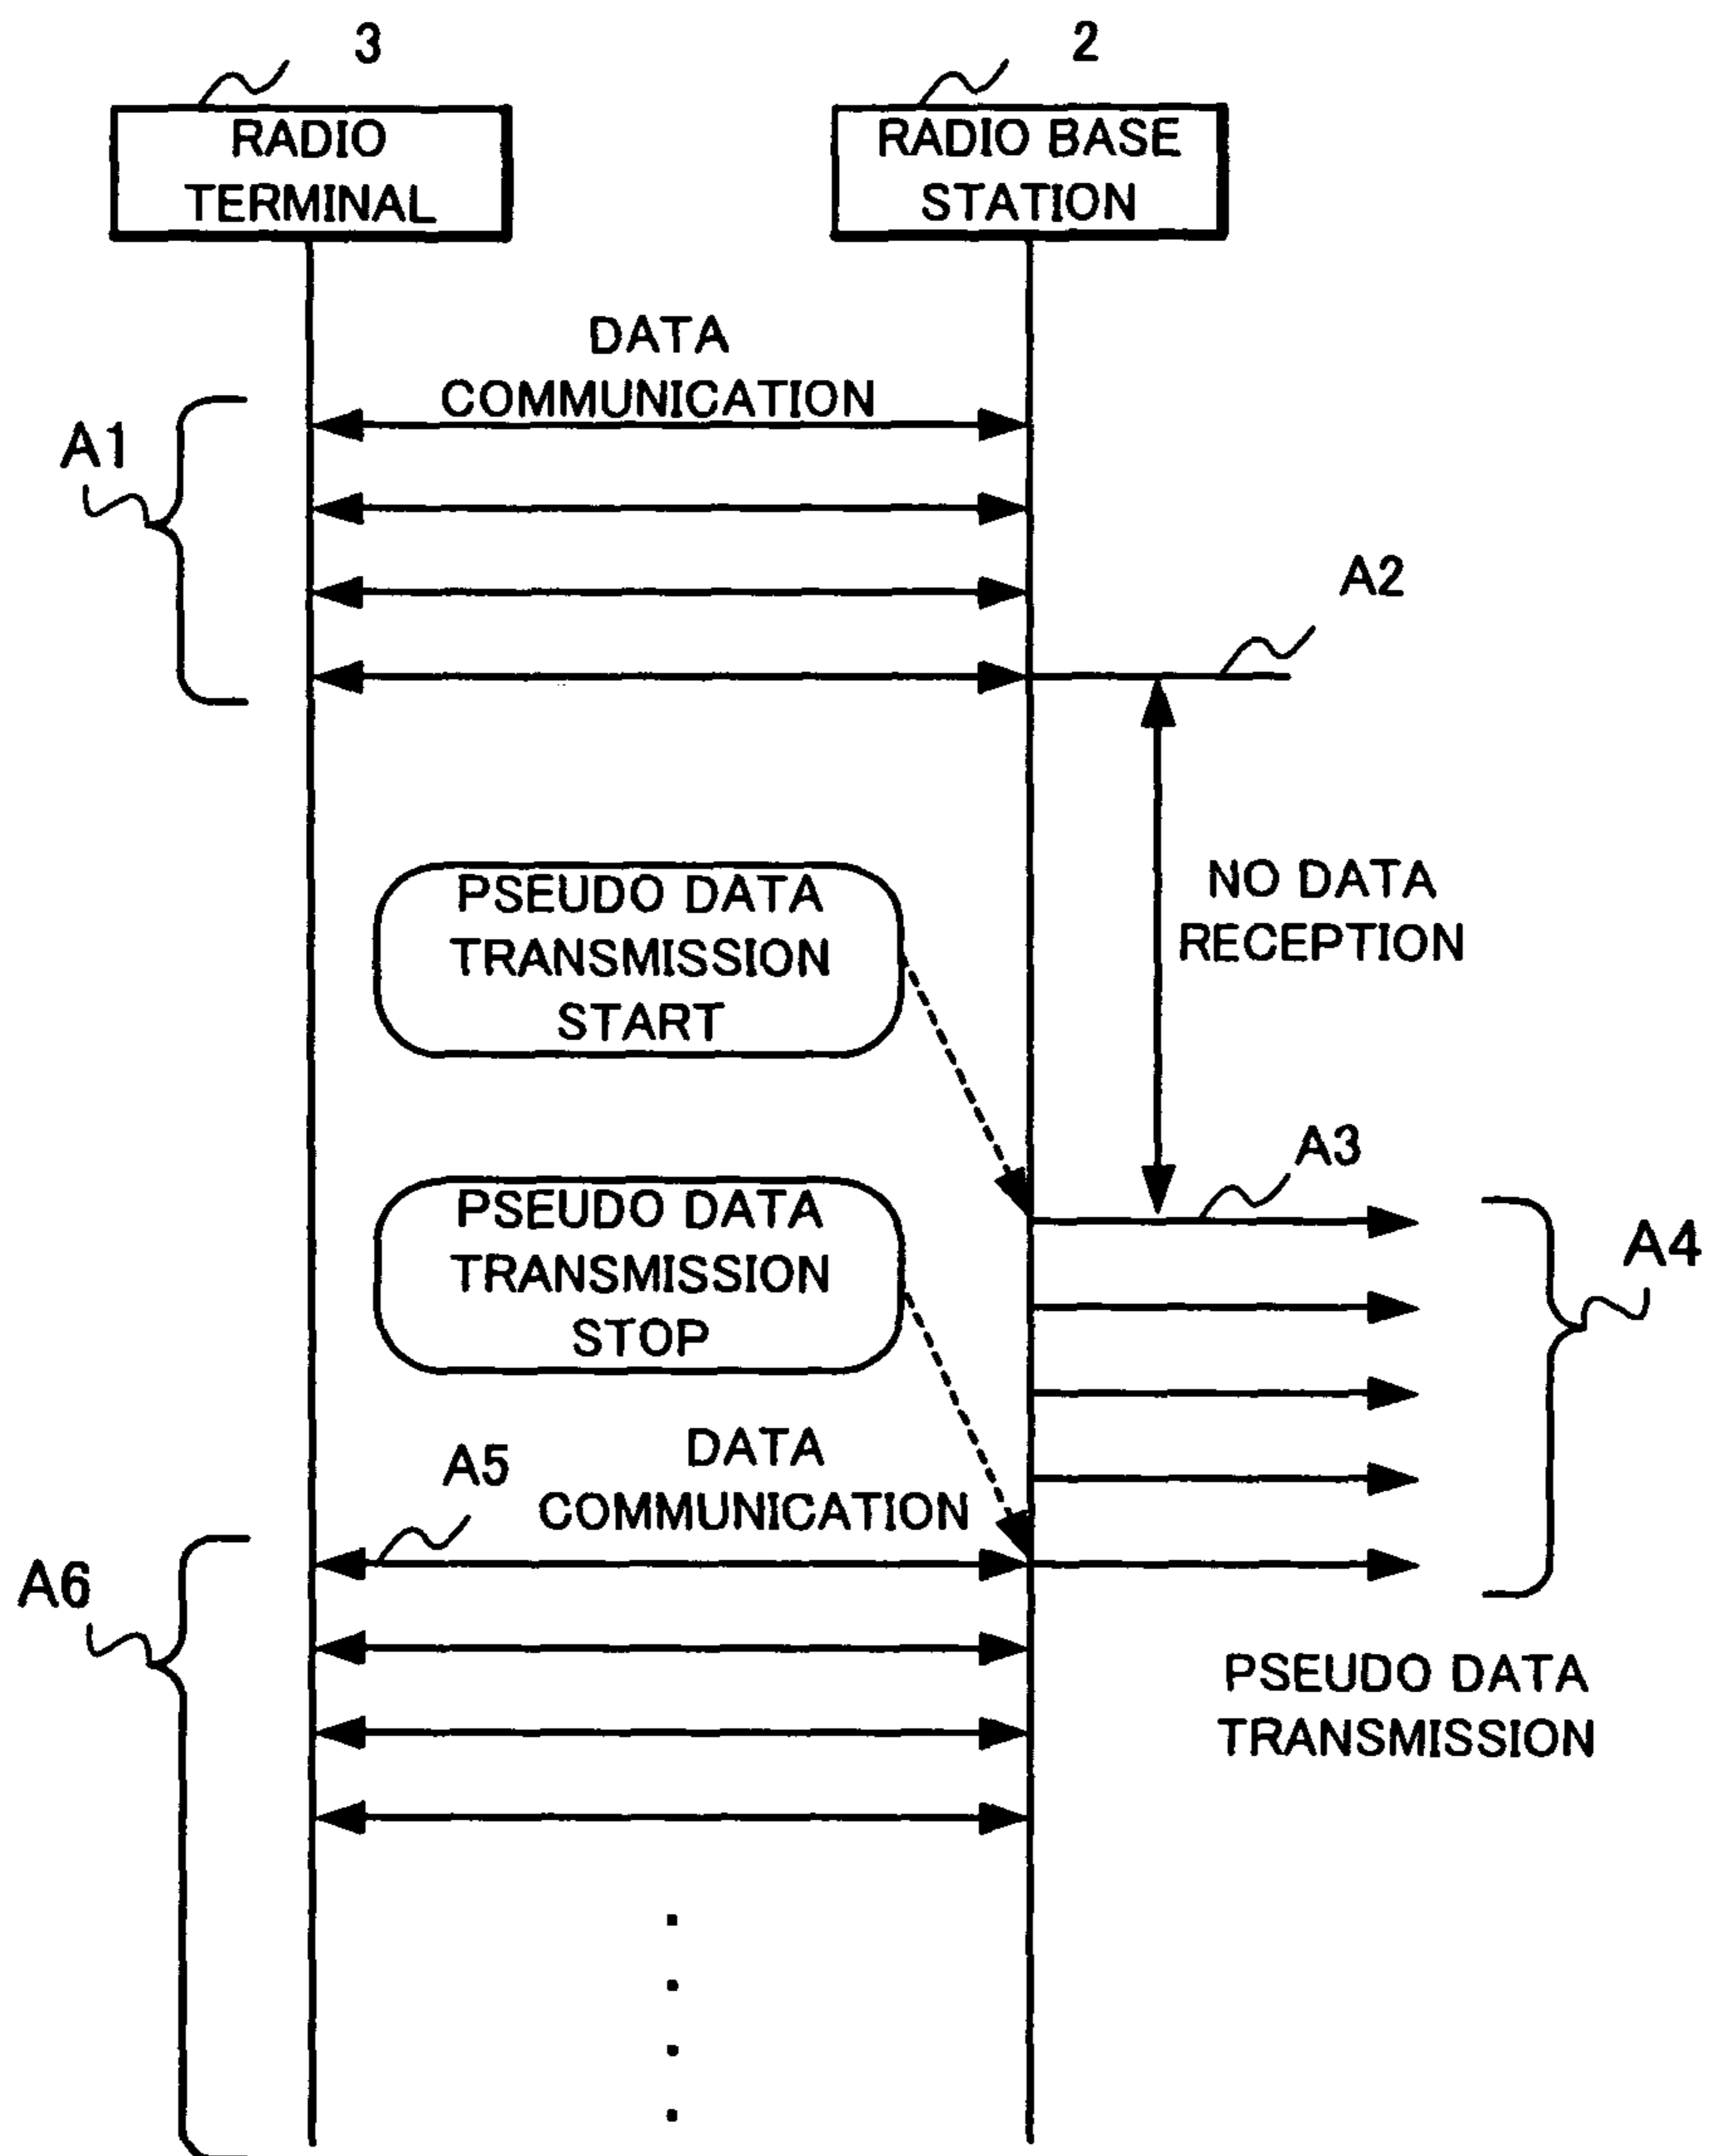 3
2
RADIO
TERMINAL
RADIO BASE
STATION
DATA
COMMUNICATION
A1
A2
PSEUDO DATA
TRANSMISSION
START
NO DATA
RECEPTION
A3
PSEUDO DATA
TRANSMISSION
STOP
A4
A5
DATA
COMMUNICATION
A6
PSEUDO DATA
TRANSMISSION